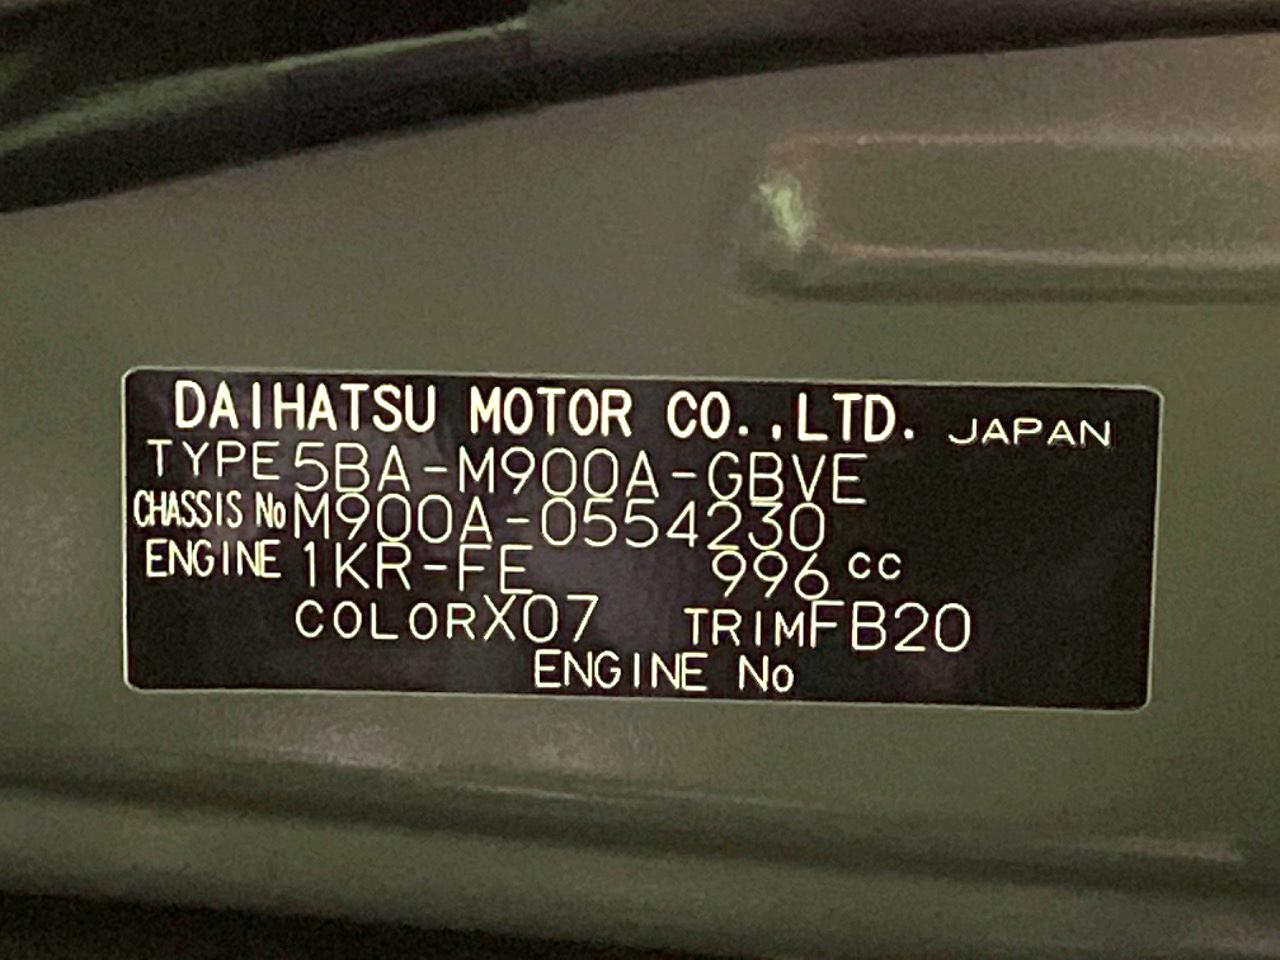 DAIHATSU MOTOR CO.,LTD. JAPAN
TYPE 5BA-M900A-GBVE
CHASSIS No M900A-0554230
ENGINE 1KR-FE 996 cc
COLOR X07 TRIM FB20
ENGINE No